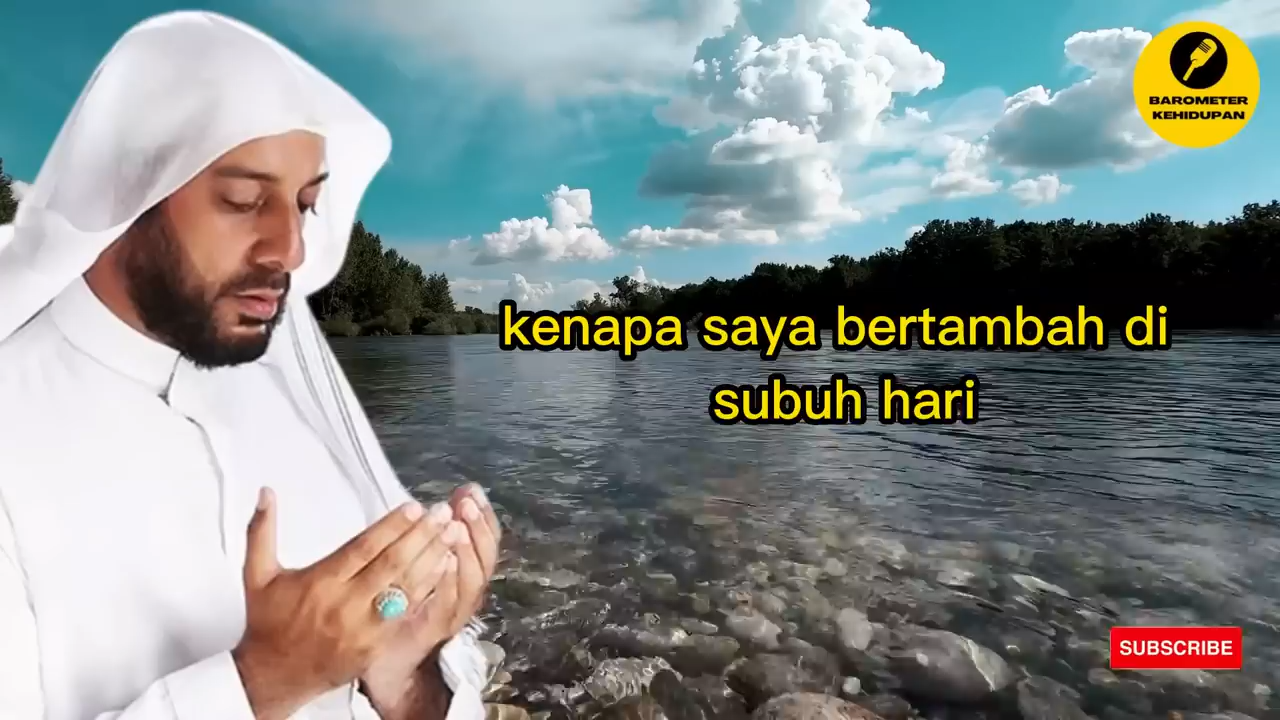 BAROMETER
KEHIDUPAN
kenapa saya bertambah di
subuh hari
SUBSCRIBE